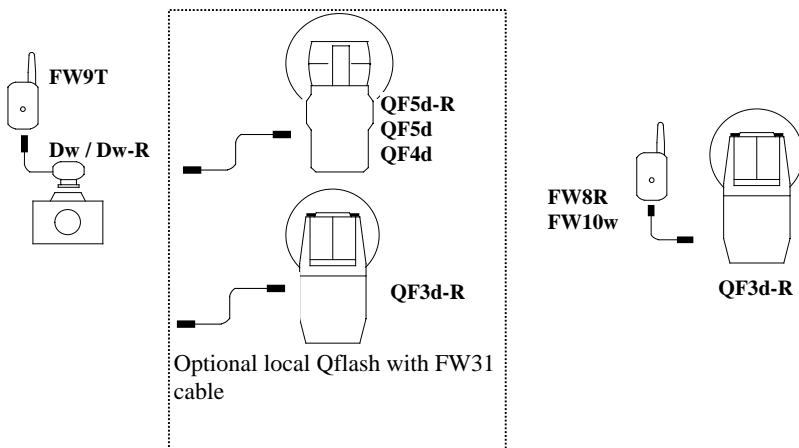 FW9T
Dw / Dw-R
QF5d-R
QF5d
QF4d
QF3d-R
Optional local Qflash with FW31
cable
FW8R
FW10w
QF3d-R